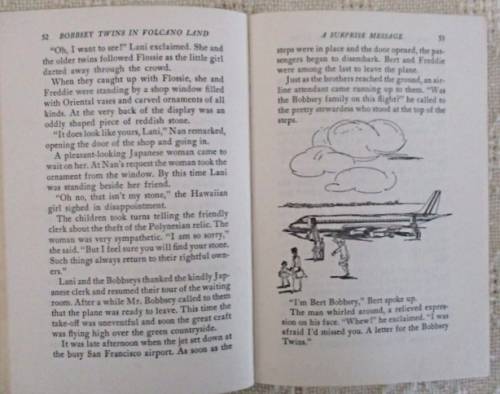 52 BOBBSEY TWINS IN VOLCANO LAND
"Oh, I want to see!" Lani exclaimed. She and
the older twins followed Flossie as the little girl
darted away through the crowd.
When they caught up with Flossie, she and
Freddie were standing by a shop window filled
with Oriental vases and carved ornaments of all
kinds. At the very back of the display was an
oddly shaped piece of reddish stone.
"It does look like yours, Lani," Nan remarked,
opening the door of the shop and going in.
A pleasant-looking Japanese woman came to
wait on her. At Nan's request the woman took the
ornament from the window. By this time Lani
was standing beside her friend.
"Oh no, that isn't my stone," the Hawaiian
girl sighed in disappointment.
The children took turns telling the friendly
clerk about the theft of the Polynesian relic. The
woman was very sympathetic. "I am so sorry,"
she said. "But I feel sure you will find your stone.
Such things always return to their rightful own-
ers."
Lani and the Bobbseys thanked the kindly Jap-
anese clerk and resumed their tour of the waiting
room. After a while Mr. Bobbsey called to them
that the plane was ready to leave. This time the
take-off was uneventful and soon the great craft
was flying high over the green countryside.
It was late afternoon when the jet set down at
the busy San Francisco airport. As soon as the
A SURPRISE MESSAGE 53
steps were in place and the door opened, the pas-
sengers began to disembark. Bert and Freddie
were among the last to leave the plane.
Just as the brothers reached the ground, an air-
line attendant came running up to them. "Was
the Bobbsey family on this flight?" he called to
the pretty stewardess who stood at the top of the
steps.
"I'm Bert Bobbsey," Bert spoke up.
The man whirled around, a relieved expres-
sion on his face. "Whew!" he exclaimed. "I was
afraid I'd missed you. A letter for the Bobbsey
Twins."